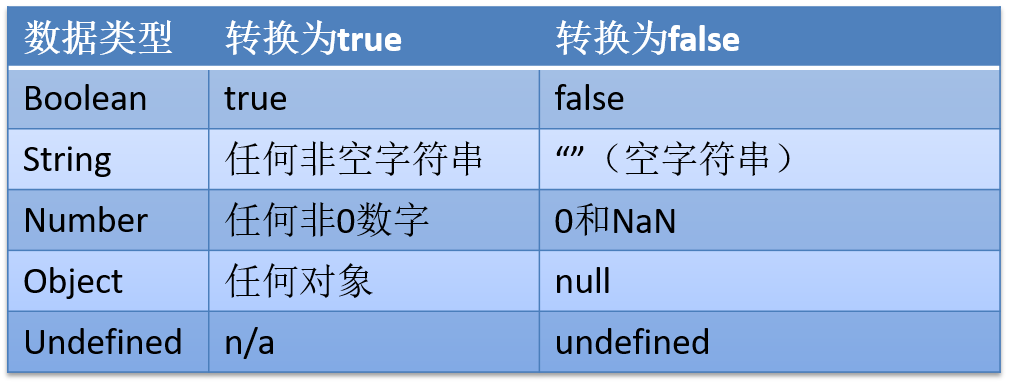 数据类型 转换为true 转换为false
Boolean true false
String 任何非空字符串 “”（空字符串）
Number 任何非0数字 0和NaN
Object 任何对象 null
Undefined n/a undefined